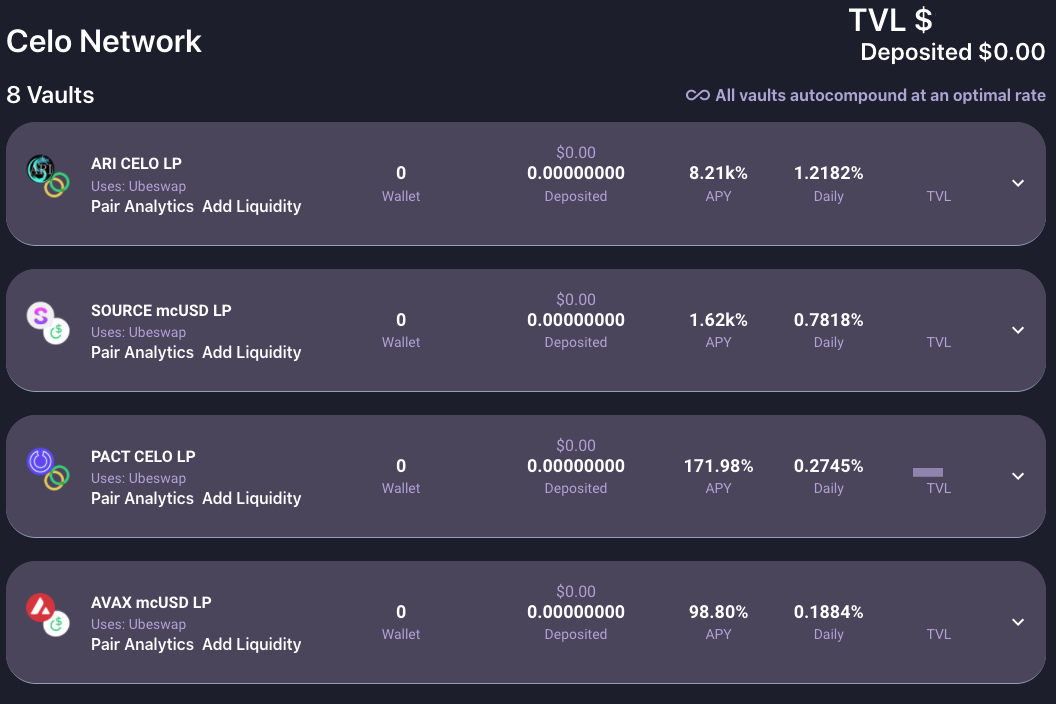 Celo Network
TVL $
Deposited $0.00
8 Vaults
All vaults autocompound at an optimal rate
ARI CELO LP
Uses: Ubeswap
Pair Analytics Add Liquidity
0
Wallet
$0.00
0.00000000
Deposited
8.21k%
APY
1.2182%
Daily
TVL
SOURCE mcUSD LP
Uses: Ubeswap
Pair Analytics Add Liquidity
0
Wallet
$0.00
0.00000000
Deposited
1.62k%
APY
0.7818%
Daily
TVL
PACT CELO LP
Uses: Ubeswap
Pair Analytics Add Liquidity
0
Wallet
$0.00
0.00000000
Deposited
171.98%
APY
0.2745%
Daily
TVL
AVAX mcUSD LP
Uses: Ubeswap
Pair Analytics Add Liquidity
0
Wallet
$0.00
0.00000000
Deposited
98.80%
APY
0.1884%
Daily
TVL